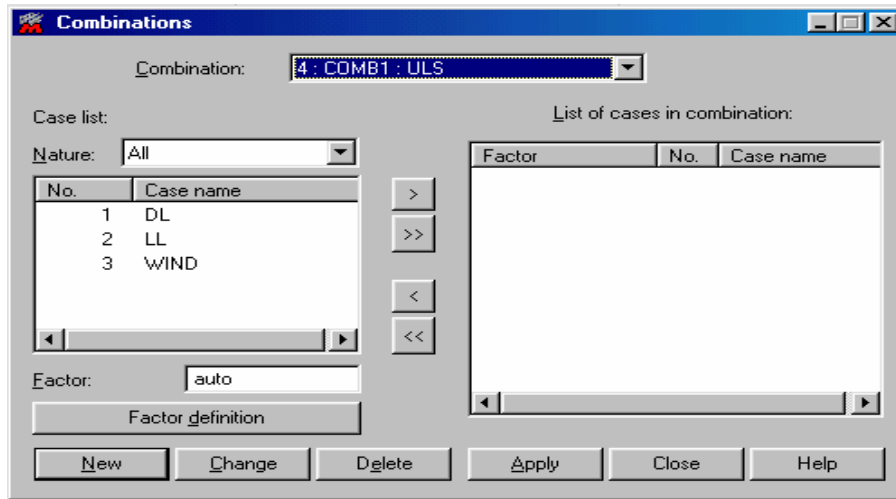 Combinations
Combination: 4 : COMB1 : ULS
Case list:
Nature: All
No. Case name
1 DL
2 LL
3 WIND
Factor: auto
Factor definition
>
>>
<
<<
List of cases in combination:
Factor No. Case name
New Change Delete Apply Close Help